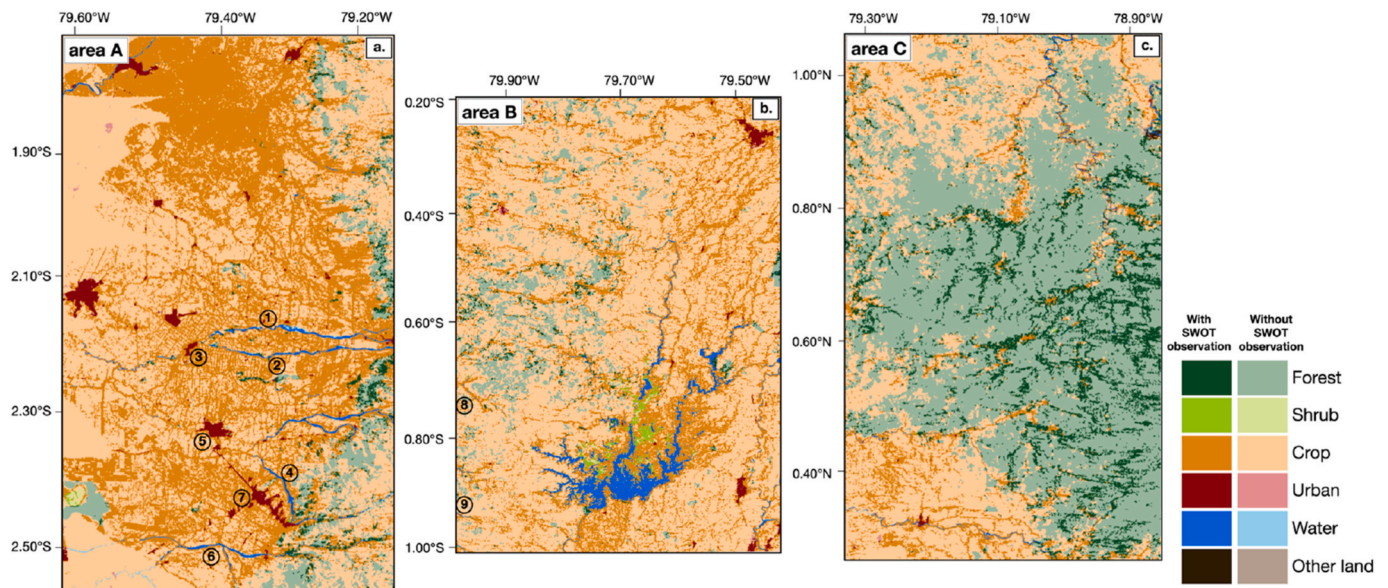 79.60°W 79.40°W 79.20°W
area A
a.
1.90°S
2.10°S
2.30°S
2.50°S
1
2
3
5
4
7
6
79.90°W 79.70°W 79.50°W
0.20°S
area B
b.
0.40°S
0.60°S
0.80°S
1.00°S
8
9
79.30°W 79.10°W 78.90°W
area C
c.
1.00°N
0.80°N
0.60°N
0.40°N
With SWOT observation
Without SWOT observation
Forest
Shrub
Crop
Urban
Water
Other land